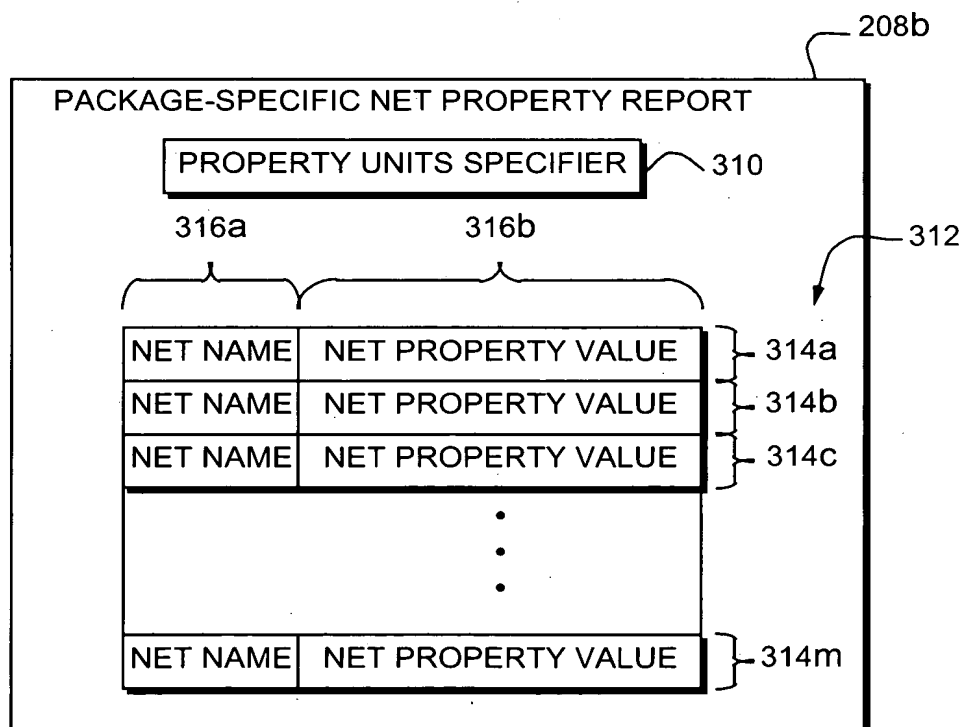 208b
PACKAGE-SPECIFIC NET PROPERTY REPORT
PROPERTY UNITS SPECIFIER 310
316a 316b
312
NET NAME NET PROPERTY VALUE 314a
NET NAME NET PROPERTY VALUE 314b
NET NAME NET PROPERTY VALUE 314c
NET NAME NET PROPERTY VALUE 314m